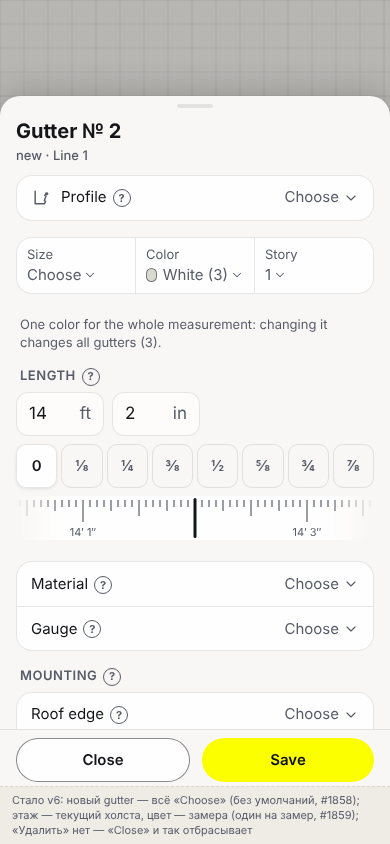 Gutter № 2
new · Line 1
Profile ? Choose
Size Color Story
Choose White (3) 1
One color for the whole measurement: changing it
changes all gutters (3).
LENGTH ?
14 ft 2 in
0 ⅛ ¼ ⅜ ½ ⅝ ¾ ⅞
14′ 1″ 14′ 3″
Material ? Choose
Gauge ? Choose
MOUNTING ?
Roof edge ? Choose
Close Save
Стало v6: новый gutter — всё «Choose» (без умолчаний, #1858);
этаж — текущий холста, цвет — замера (один на замер, #1859);
«Удалить» нет — «Close» и так отбрасывает